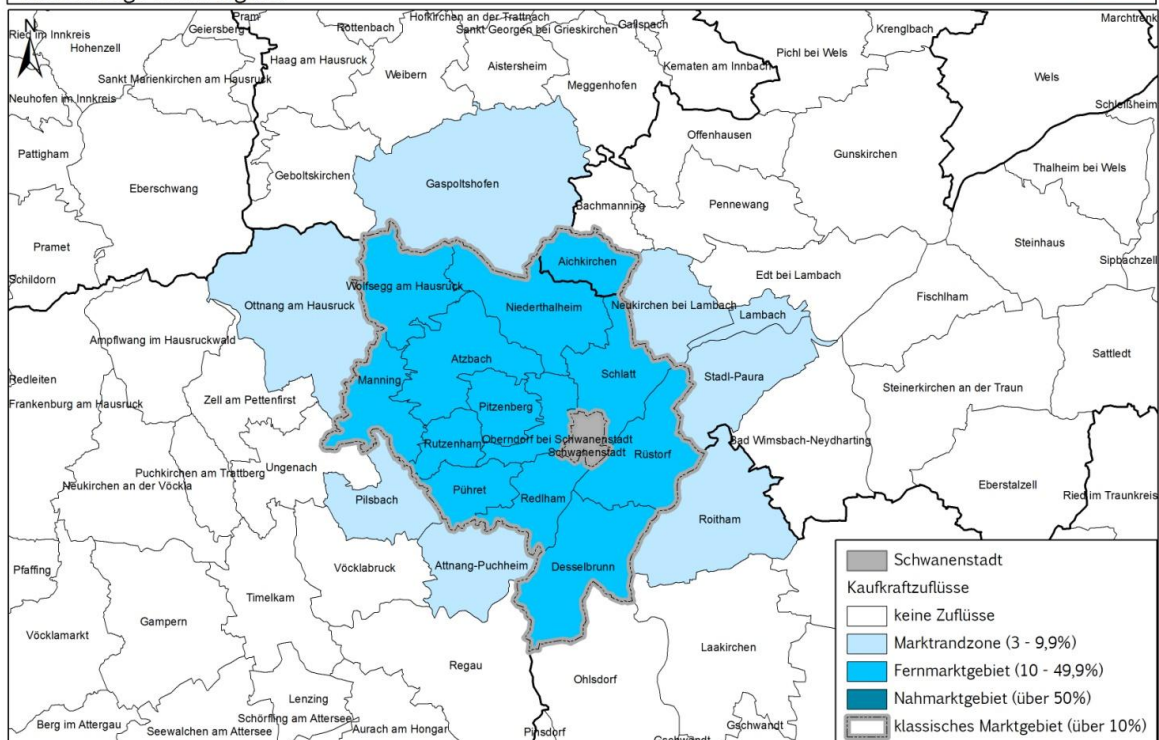 N
Pram
Hofkirchen an der Trattnach
Marchtrenk
Ried im Innkreis
Geiersberg
Rottenbach
Sankt Georgen bei Grieskirchen
Gallspach
Krenglbach
Hohenzell
Haag am Hausruck
Aistersheim
Kematen am Innbach
Pichl bei Wels
Wels
Sankt Marienkirchen am Hausruck
Weibern
Meggenhofen
Neuhofen im Innkreis
Schleißheim
Pattigham
Offenhausen
Gunskirchen
Thalheim bei Wels
Eberschwang
Geboltskirchen
Gaspoltshofen
Bachmanning
Pennewang
Pramet
Steinhaus
Schildorn
Aichkirchen
Edt bei Lambach
Sipbachzell
Wolfsegg am Hausruck
Fischlham
Ottnang am Hausruck
Niederthalheim
Neukirchen bei Lambach
Lambach
Ampflwang im Hausruckwald
Atzbach
Sattledt
Redleiten
Manning
Schlatt
Stadl-Paura
Steinerkirchen an der Traun
Frankenburg am Hausruck
Zell am Pettenfirst
Pitzenberg
Rutzenham
Oberndorf bei Schwanenstadt
Bad Wimsbach-Neydharting
Schwanenstadt
Rüstorf
Puchkirchen am Trattberg
Ungenach
Neukirchen an der Vöckla
Pühret
Eberstalzell
Pilsbach
Redlham
Ried im Traunkreis
Roitham
Pfaffing
Vöcklabruck
Attnang-Puchheim
Desselbrunn
Timelkam
Gampern
Vöcklamarkt
Laakirchen
Regau
Ohlsdorf
Lenzing
Berg im Attergau
Schörfling am Attersee
Seewalchen am Attersee
Aurach am Hongar
Pinsdorf
Gschwandt
Gschwandt
Schwanenstadt
Kaufkraftzuflüsse
keine Zuflüsse
Marktrandzone (3 - 9,9%)
Fernmarktgebiet (10 - 49,9%)
Nahmarktgebiet (über 50%)
klassisches Marktgebiet (über 10%)